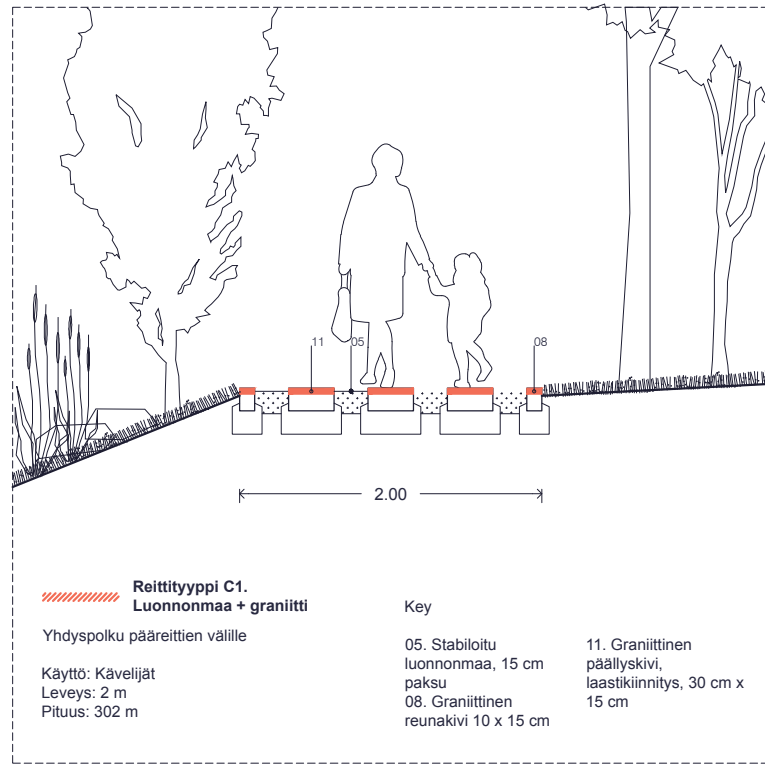 11
05
08
2.00
Reittityyppi C1.
Luonnonmaa + graniitti
Yhdyspolku pääreittien välille
Käyttö: Kävelijät
Leveys: 2 m
Pituus: 302 m
Key
05. Stabiloitu
luonnonmaa, 15 cm
paksu
08. Graniittinen
reunakivi 10 x 15 cm
11. Graniittinen
päällyskivi,
laastikiinnitys, 30 cm x
15 cm